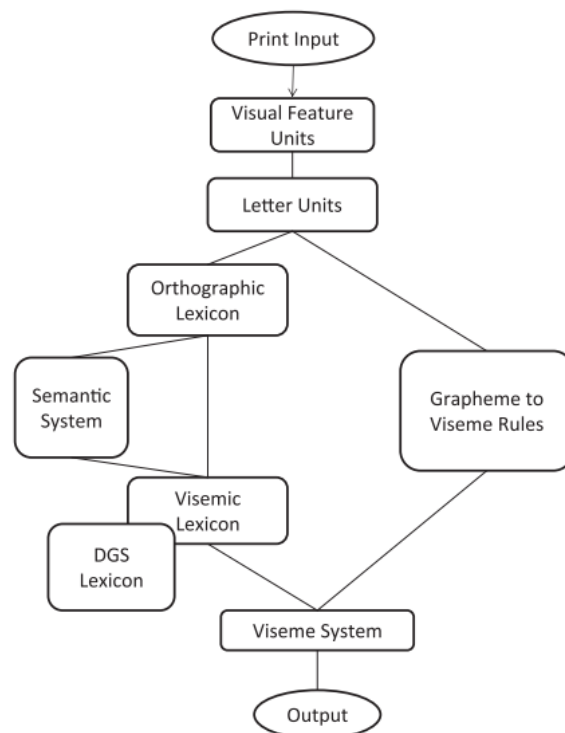 Print Input
Visual Feature
Units
Letter Units
Orthographic
Lexicon
Semantic
System
Grapheme to
Viseme Rules
Visemic
Lexicon
DGS
Lexicon
Viseme System
Output